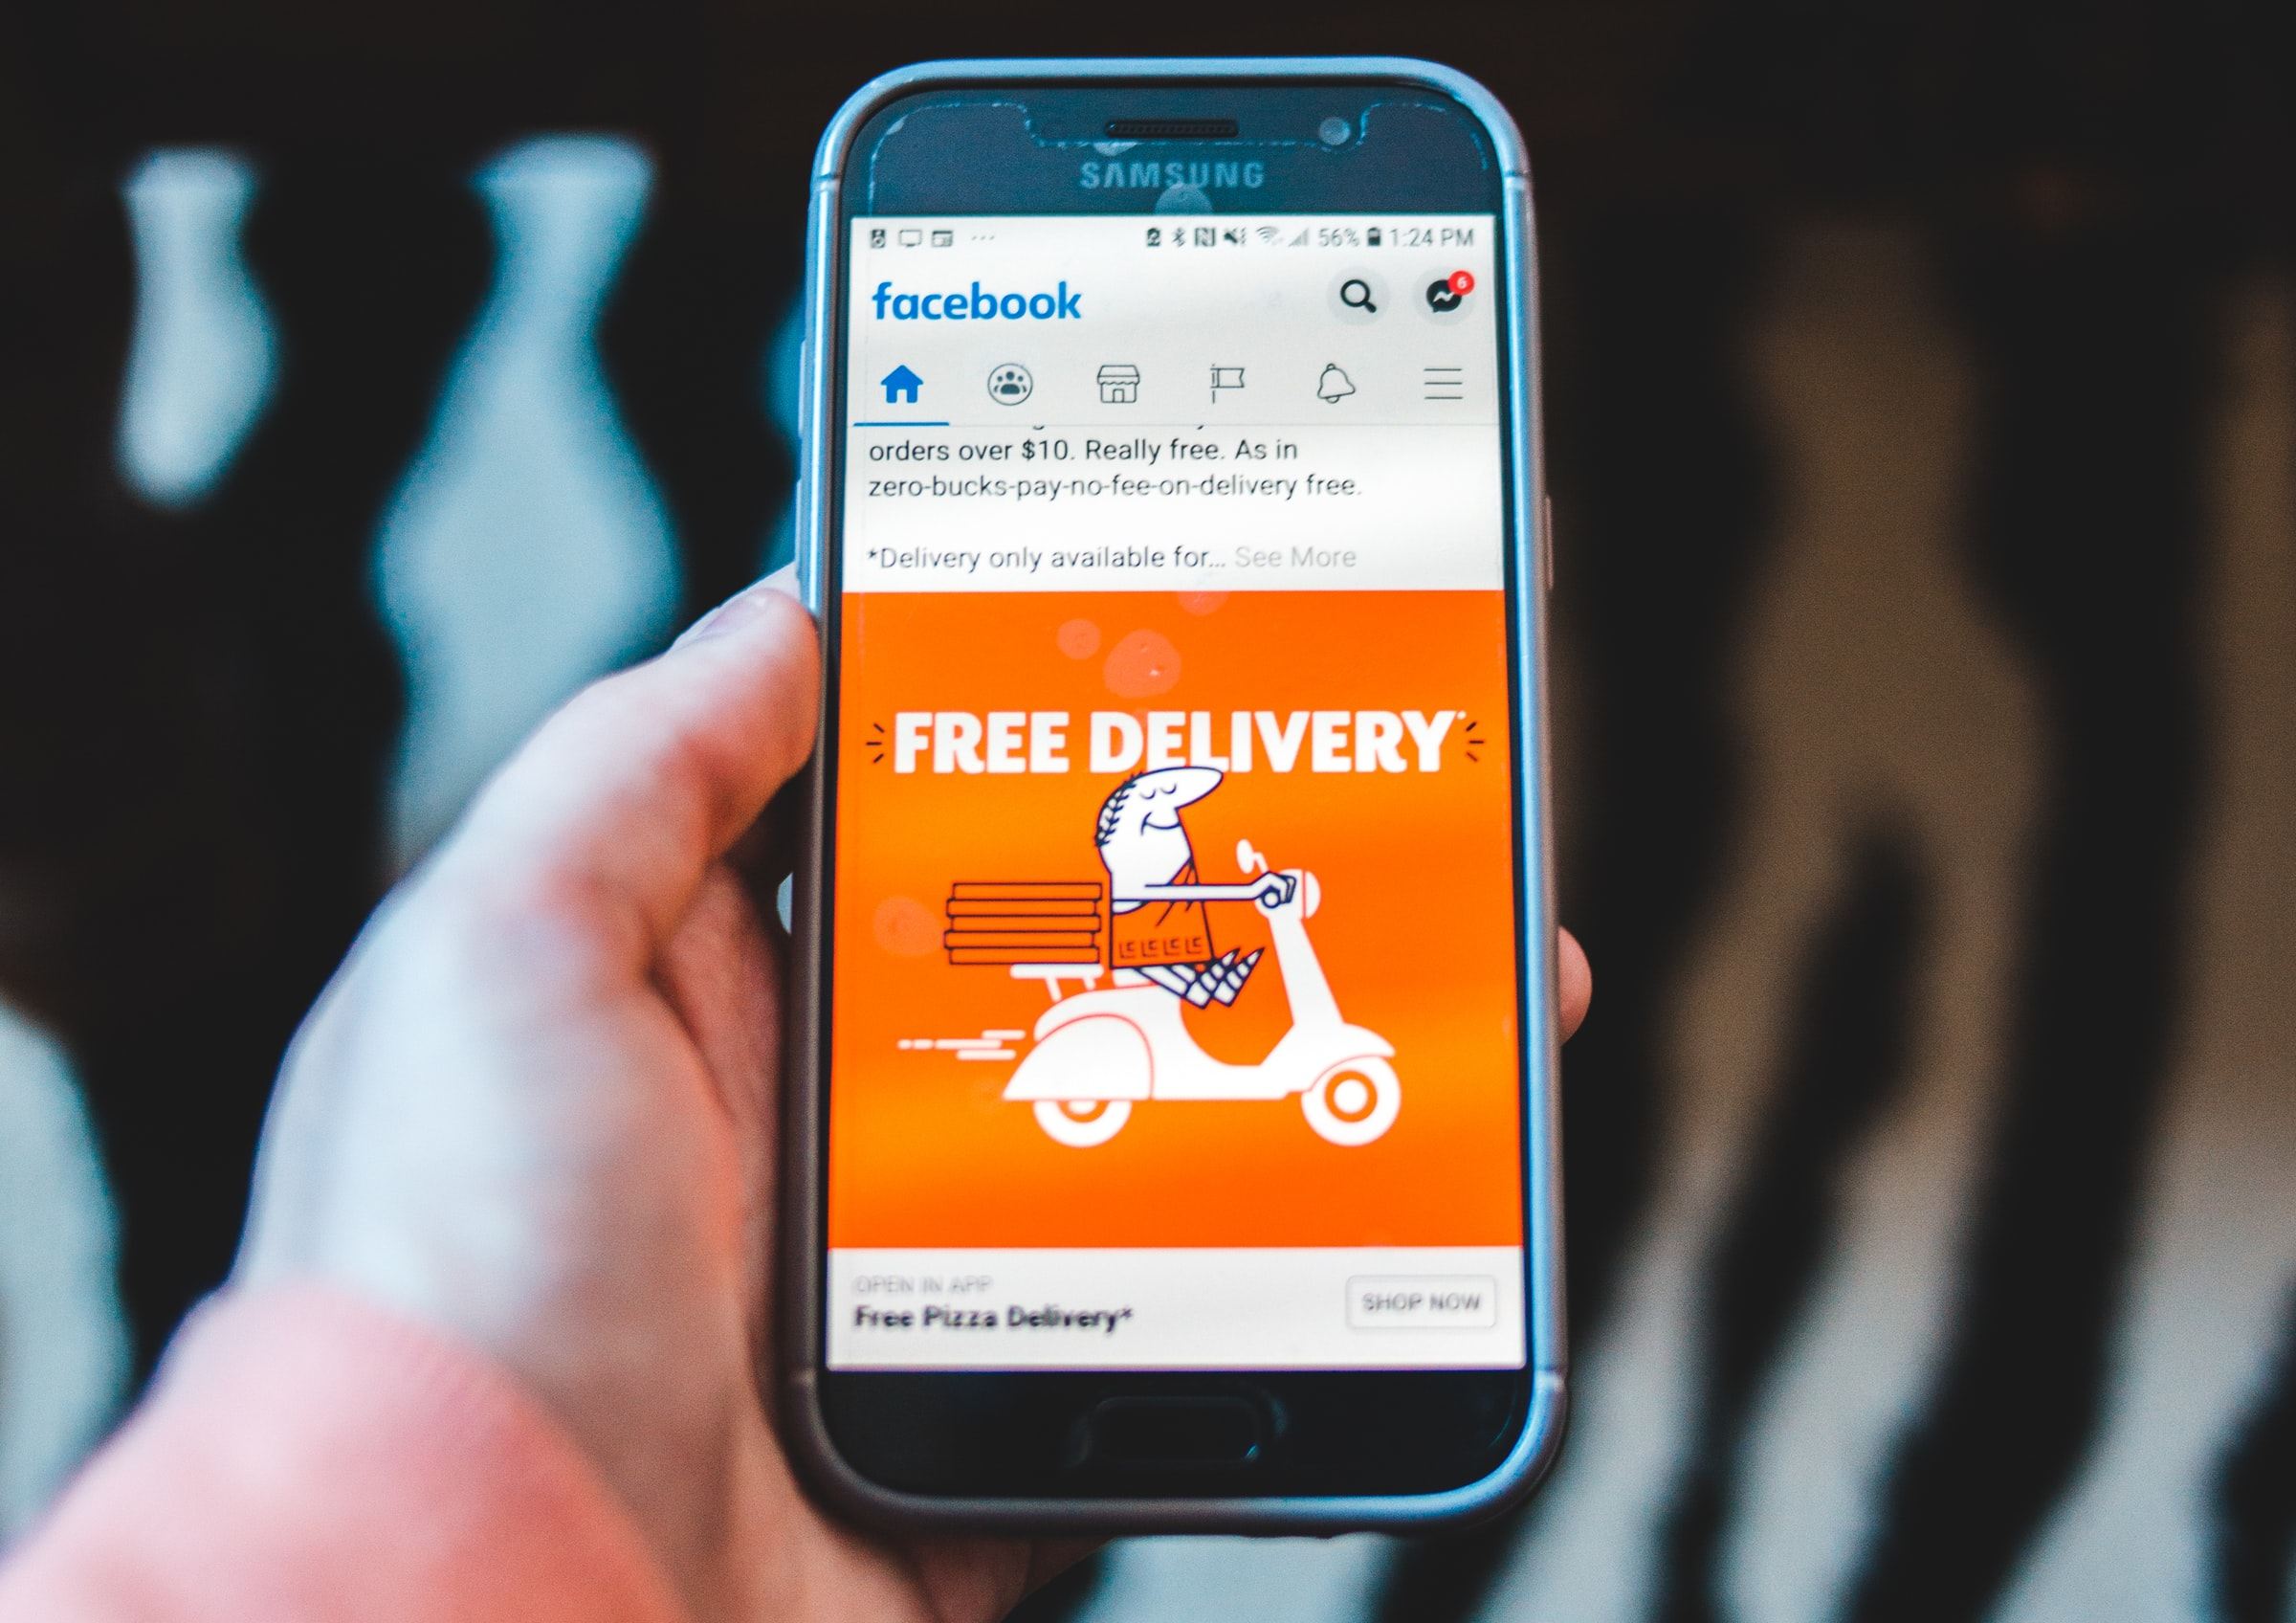 SAMSUNG
56% 1:24 PM
facebook
6
orders over $10. Really free. As in
zero-bucks-pay-no-fee-on-delivery free.
*Delivery only available for... See More
FREE DELIVERY*
OPEN IN APP
Free Pizza Delivery*
SHOP NOW